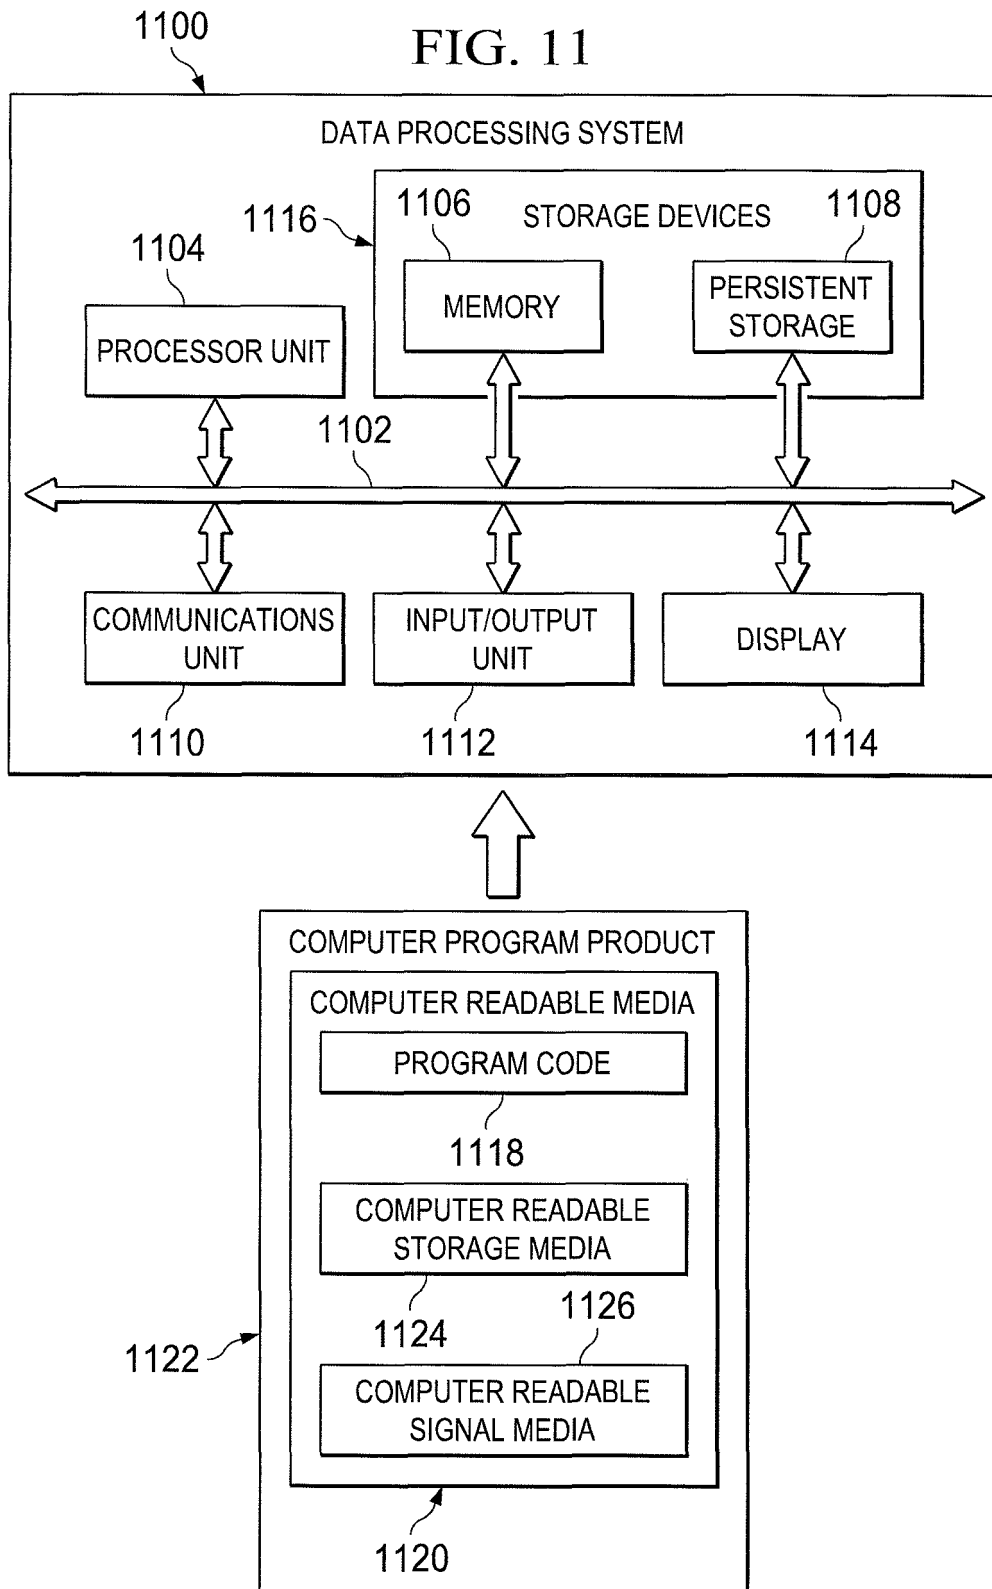 FIG. 11
1100
DATA PROCESSING SYSTEM
1116
1106
STORAGE DEVICES
1108
1104
MEMORY
PERSISTENT
STORAGE
PROCESSOR UNIT
1102
COMMUNICATIONS
UNIT
INPUT/OUTPUT
UNIT
DISPLAY
1110
1112
1114
COMPUTER PROGRAM PRODUCT
COMPUTER READABLE MEDIA
PROGRAM CODE
1118
COMPUTER READABLE
STORAGE MEDIA
1124
1126
1122
COMPUTER READABLE
SIGNAL MEDIA
1120